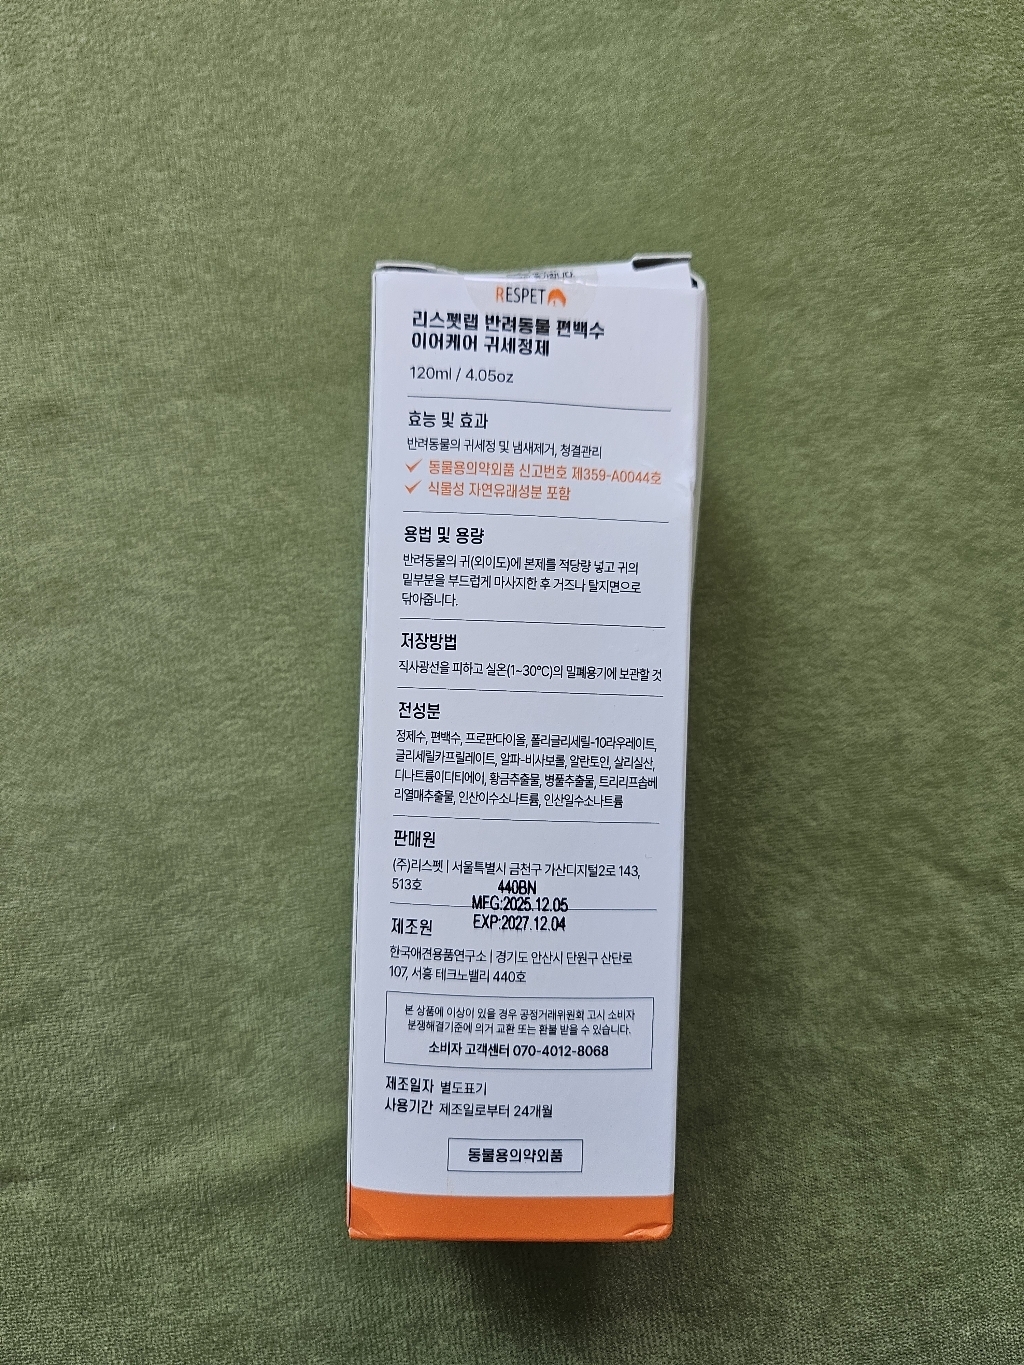 RESPET
리스펫랩 반려동물 편백수
이어케어 귀세정제
120ml / 4.05oz
효능 및 효과
반려동물의 귀세정 및 냄새제거, 청결관리
동물용의약외품 신고번호 제359-A0044호
식물성 자연유래성분 포함
용법 및 용량
반려동물의 귀(외이도)에 본제를 적당량 넣고 귀의
밑부분을 부드럽게 마사지한 후 거즈나 탈지면으로
닦아줍니다.
저장방법
직사광선을 피하고 실온(1~30℃)의 밀폐용기에 보관할 것
전성분
정제수, 편백수, 프로판다이올, 폴리글리세릴-10라우레이트,
글리세릴카프릴레이트, 알파-비사보롤, 알란토인, 살리실산,
디나트륨이디티에이, 황금추출물, 병풀추출물, 트리리프솝베
리열매추출물, 인산이수소나트륨, 인산일수소나트륨
판매원
(주)리스펫 | 서울특별시 금천구 가산디지털2로 143,
513호
440BN
MFG:2025.12.05
EXP:2027.12.04
제조원
한국애견용품연구소 | 경기도 안산시 단원구 산단로
107, 서흥 테크노밸리 440호
본 상품에 이상이 있을 경우 공정거래위원회 고시 소비자
분쟁해결기준에 의거 교환 또는 환불 받을 수 있습니다.
소비자 고객센터 070-4012-8068
제조일자 별도표기
사용기간 제조일로부터 24개월
동물용의약외품